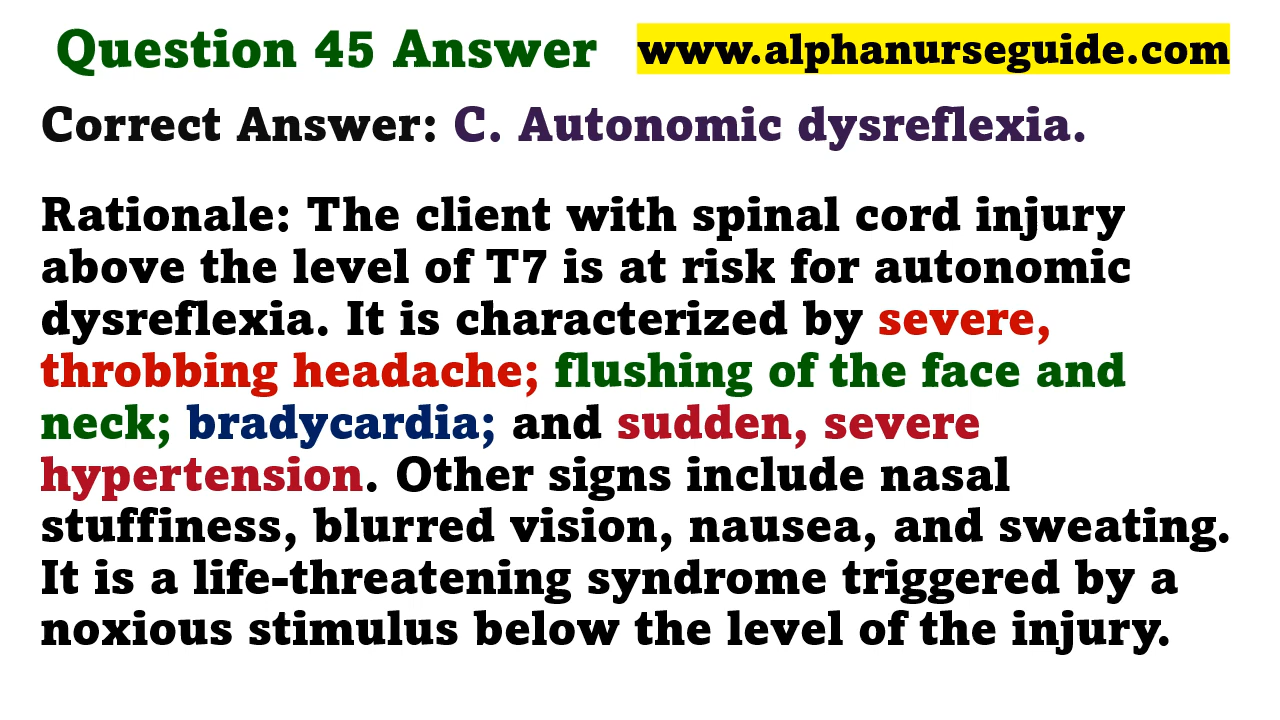 Question 45 Answer www.alphanurseguide.com
Correct Answer: C. Autonomic dysreflexia.
Rationale: The client with spinal cord injury
above the level of T7 is at risk for autonomic
dysreflexia. It is characterized by severe,
throbbing headache; flushing of the face and
neck; bradycardia; and sudden, severe
hypertension. Other signs include nasal
stuffiness, blurred vision, nausea, and sweating.
It is a life-threatening syndrome triggered by a
noxious stimulus below the level of the injury.